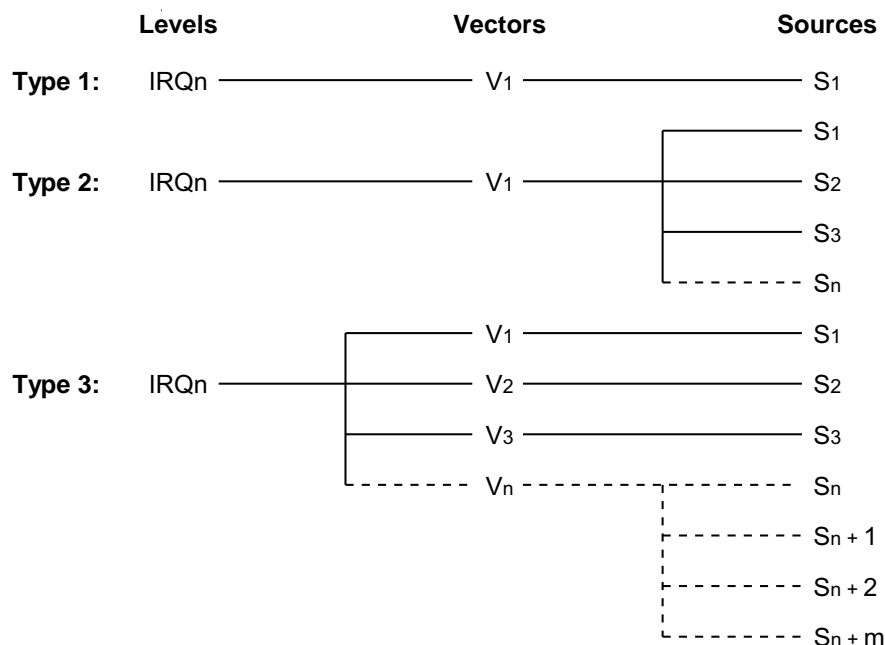 Levels Vectors Sources
Type 1: IRQn V1 S1
S1
Type 2: IRQn V1 S2
S3
Sn
V1 S1
Type 3: IRQn V2 S2
V3 S3
Vn Sn
Sn + 1
Sn + 2
Sn + m